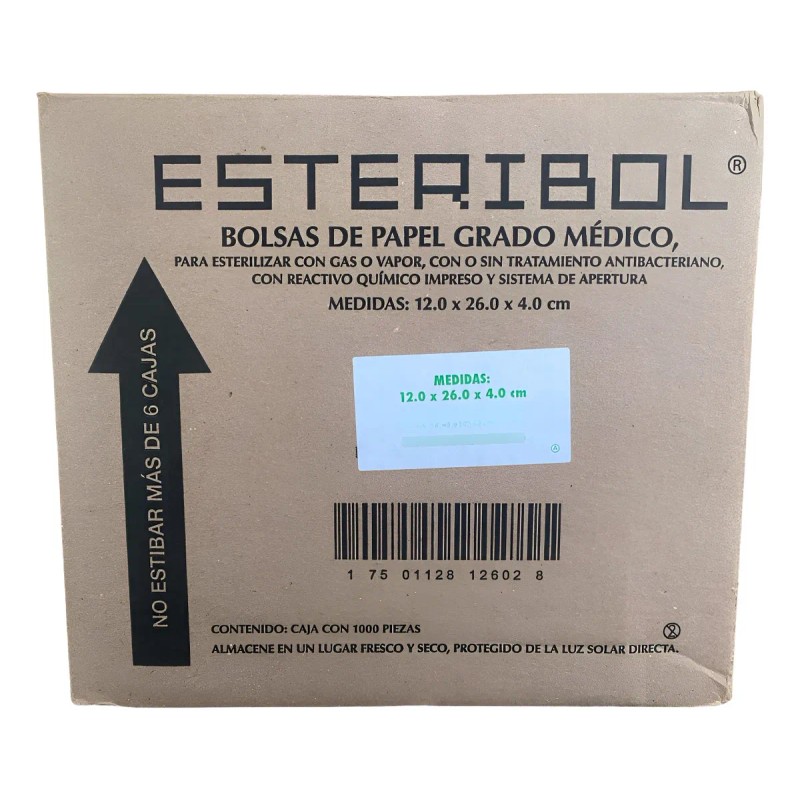 ESTERIBOL®
BOLSAS DE PAPEL GRADO MÉDICO,
PARA ESTERILIZAR CON GAS O VAPOR, CON O SIN TRATAMIENTO ANTIBACTERIANO,
CON REACTIVO QUÍMICO IMPRESO Y SISTEMA DE APERTURA
MEDIDAS: 12.0 x 26.0 x 4.0 cm
NO ESTIBAR MÁS DE 6 CAJAS
MEDIDAS:
12.0 x 26.0 x 4.0 cm
1 75 01128 12602 8
CONTENIDO: CAJA CON 1000 PIEZAS
ALMACENE EN UN LUGAR FRESCO Y SECO, PROTEGIDO DE LA LUZ SOLAR DIRECTA.